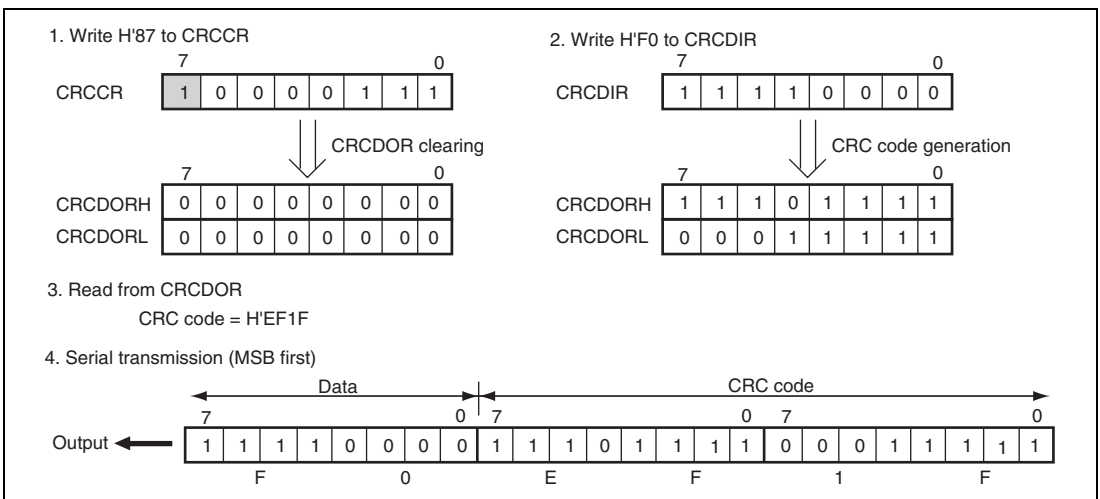 1. Write H'87 to CRCCR
7 0
CRCCR 1 0 0 0 0 1 1 1
CRCDOR clearing
7 0
CRCDORH 0 0 0 0 0 0 0 0
CRCDORL 0 0 0 0 0 0 0 0
2. Write H'F0 to CRCDIR
7 0
CRCDIR 1 1 1 1 0 0 0 0
CRC code generation
7 0
CRCDORH 1 1 1 0 1 1 1 1
CRCDORL 0 0 0 1 1 1 1 1
3. Read from CRCDOR
CRC code = H'EF1F
4. Serial transmission (MSB first)
Data CRC code
7 0 7 0 7 0
Output 1 1 1 1 0 0 0 0 1 1 1 0 1 1 1 1 0 0 0 1 1 1 1 1
F 0 E F 1 F